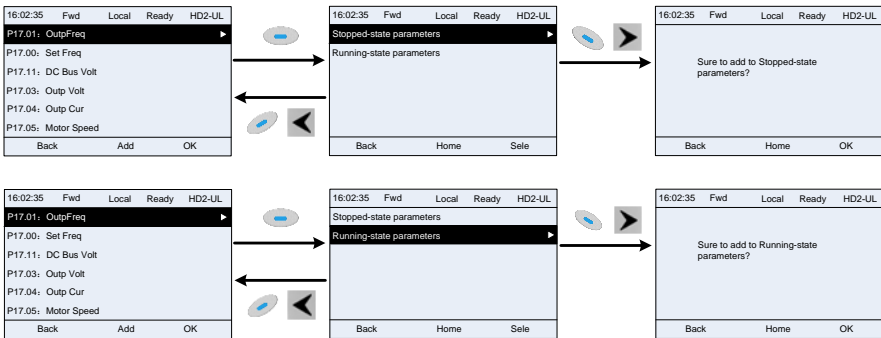 16:02:35 Fwd Local Ready HD2-UL
P17.01: OutpFreq
P17.00: Set Freq
P17.11: DC Bus Volt
P17.03: Outp Volt
P17.04: Outp Cur
P17.05: Motor Speed
Back Add OK
16:02:35 Fwd Local Ready HD2-UL
Stopped-state parameters
Running-state parameters
Back Home Sele
16:02:35 Fwd Local Ready HD2-UL
Sure to add to Stopped-state
parameters?
Back Home OK
16:02:35 Fwd Local Ready HD2-UL
P17.01: OutpFreq
P17.00: Set Freq
P17.11: DC Bus Volt
P17.03: Outp Volt
P17.04: Outp Cur
P17.05: Motor Speed
Back Add OK
16:02:35 Fwd Local Ready HD2-UL
Stopped-state parameters
Running-state parameters
Back Home Sele
16:02:35 Fwd Local Ready HD2-UL
Sure to add to Running-state
parameters?
Back Home OK